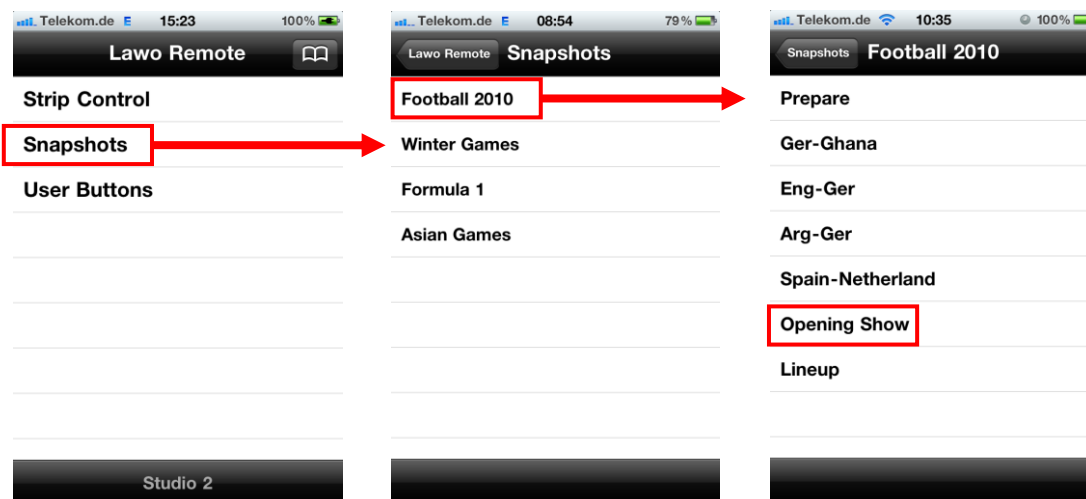 Telekom.de E 15:23 100%
Lawo Remote
Strip Control
Snapshots
User Buttons
Studio 2
Telekom.de E 08:54 79%
Lawo Remote Snapshots
Football 2010
Winter Games
Formula 1
Asian Games
Telekom.de 10:35 100%
Snapshots Football 2010
Prepare
Ger-Ghana
Eng-Ger
Arg-Ger
Spain-Netherland
Opening Show
Lineup